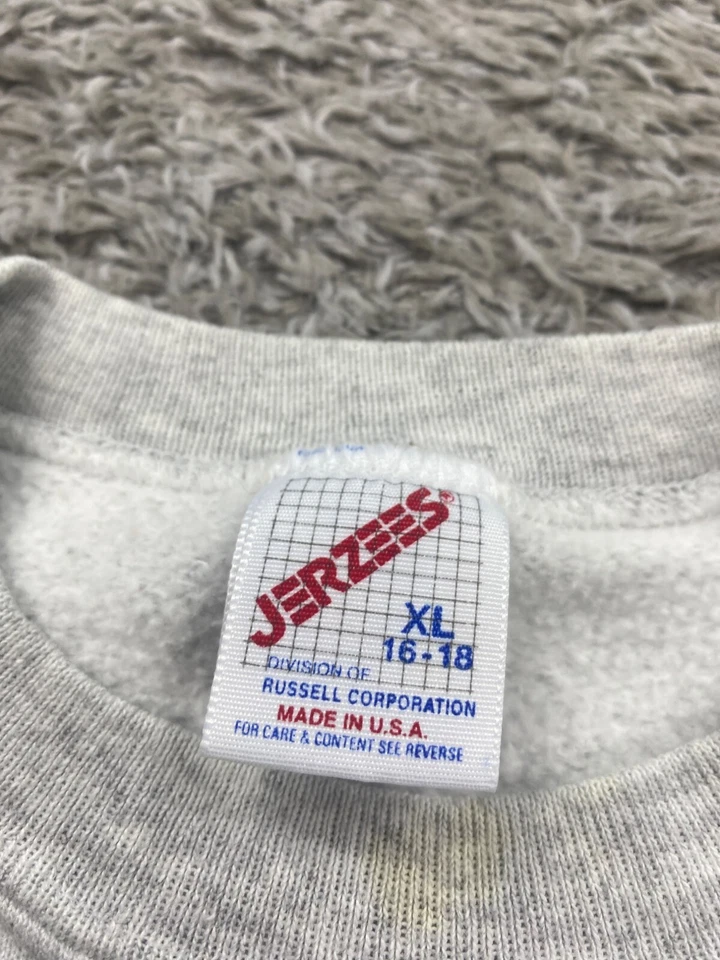 JERZEES®
XL
16-18
DIVISION OF
RUSSELL CORPORATION
MADE IN U.S.A.
FOR CARE & CONTENT SEE REVERSE